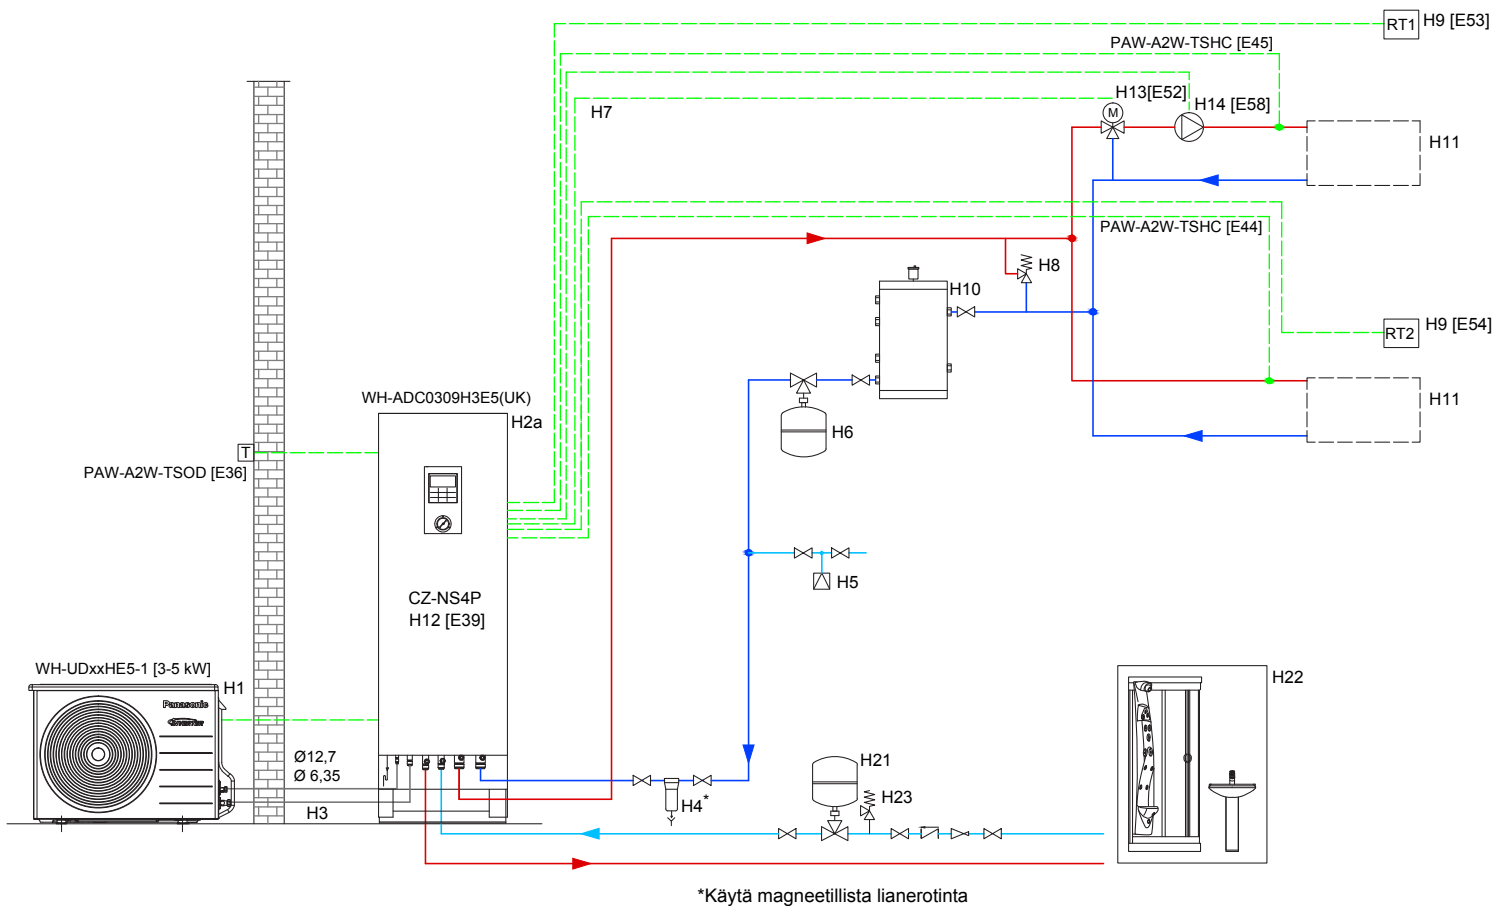 RT1 H9 [E53]
PAW-A2W-TSHC [E45]
H13[E52]
M
H14 [E58]
H7
H11
PAW-A2W-TSHC [E44]
H8
H10
RT2 H9 [E54]
H11
WH-ADC0309H3E5(UK)
H2a
H6
T
PAW-A2W-TSOD [E36]
H5
CZ-NS4P
H12 [E39]
WH-UDxxHE5-1 [3-5 kW]
H1
Panasonic
H22
Ø12,7
Ø 6,35
H3
H4*
H21
H23
*Käytä magneetillista lianerotinta